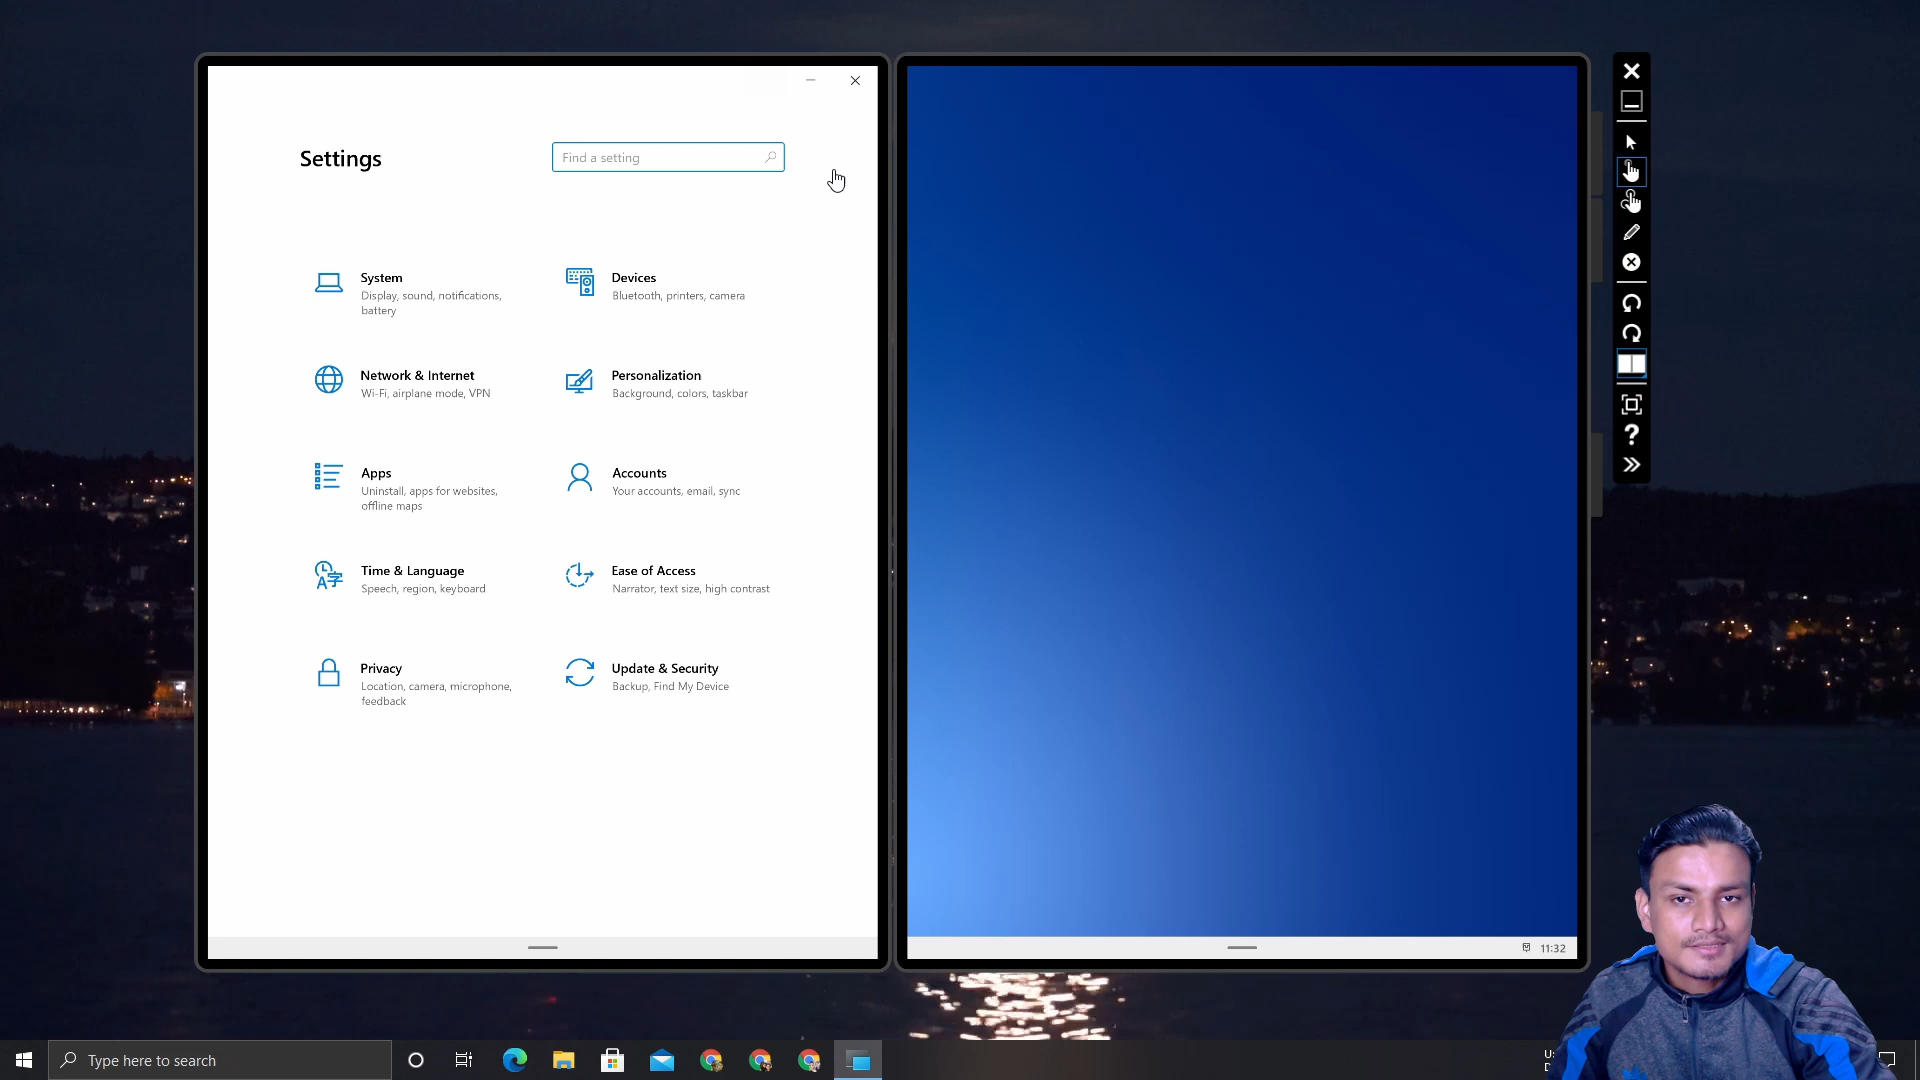 Settings
Find a setting
System
Display, sound, notifications,
battery
Devices
Bluetooth, printers, camera
Network & Internet
Wi-Fi, airplane mode, VPN
Personalization
Background, colors, taskbar
Apps
Uninstall, apps for websites,
offline maps
Accounts
Your accounts, email, sync
Time & Language
Speech, region, keyboard
Ease of Access
Narrator, text size, high contrast
Privacy
Location, camera, microphone,
feedback
Update & Security
Backup, Find My Device
11:32
Type here to search